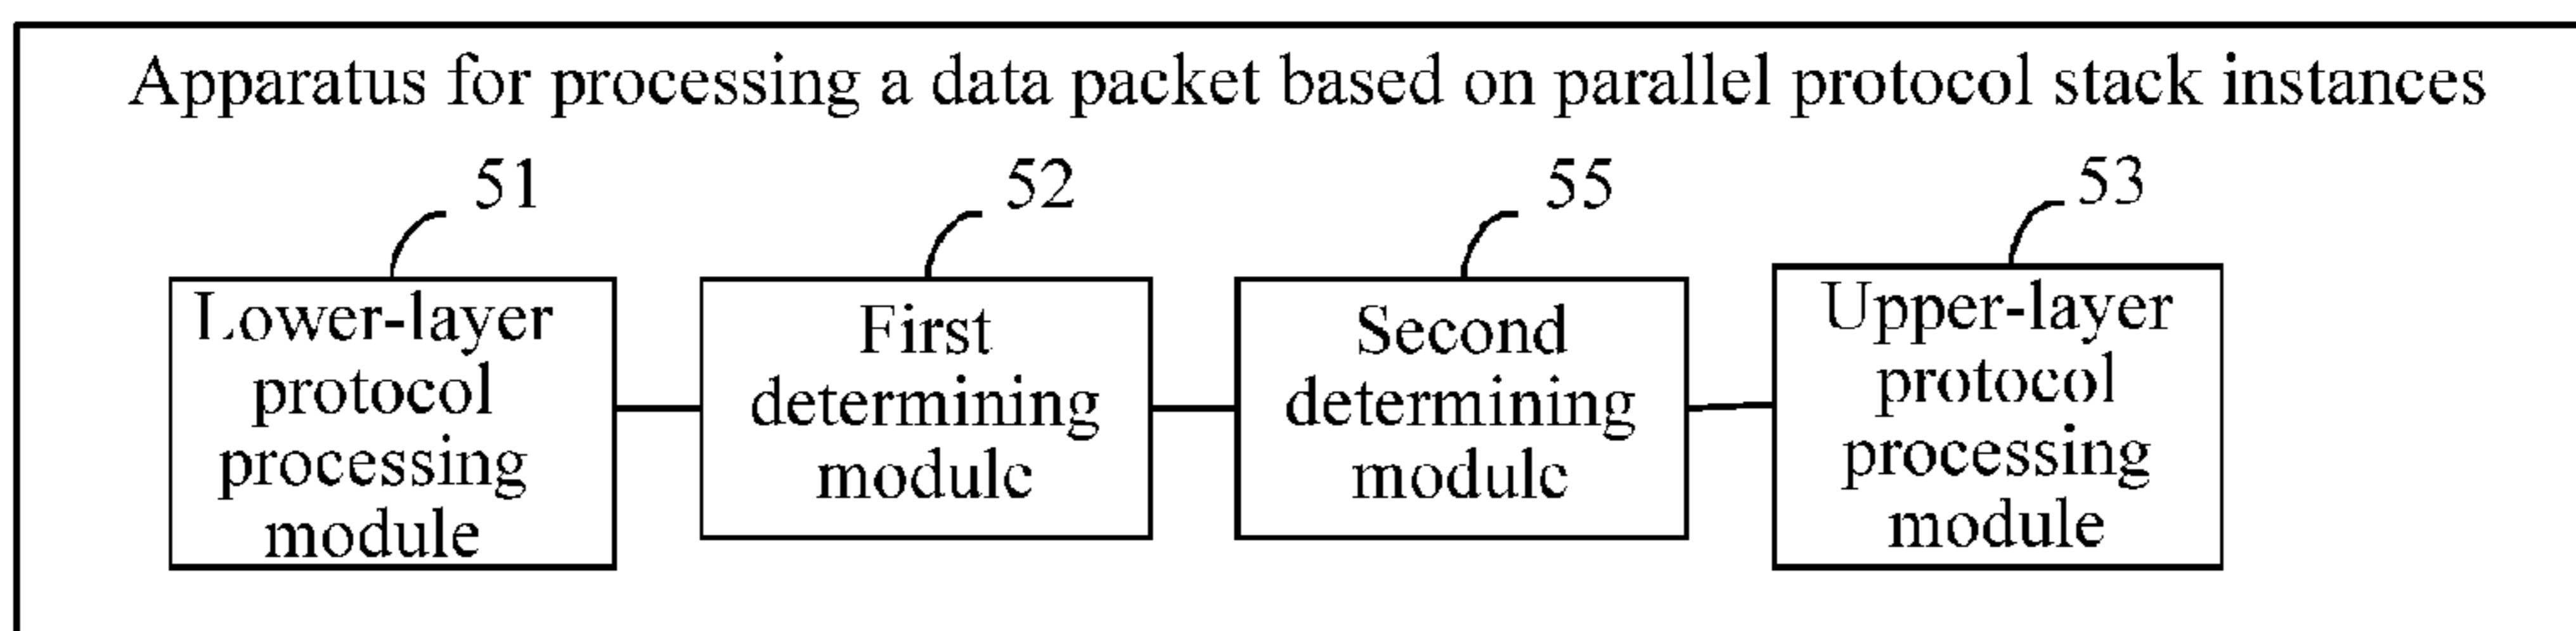 Apparatus for processing a data packet based on parallel protocol stack instances
51
52
55
53
Lower-layer
protocol
processing
module
First
determining
module
Second
determining
module
Upper-layer
protocol
processing
module